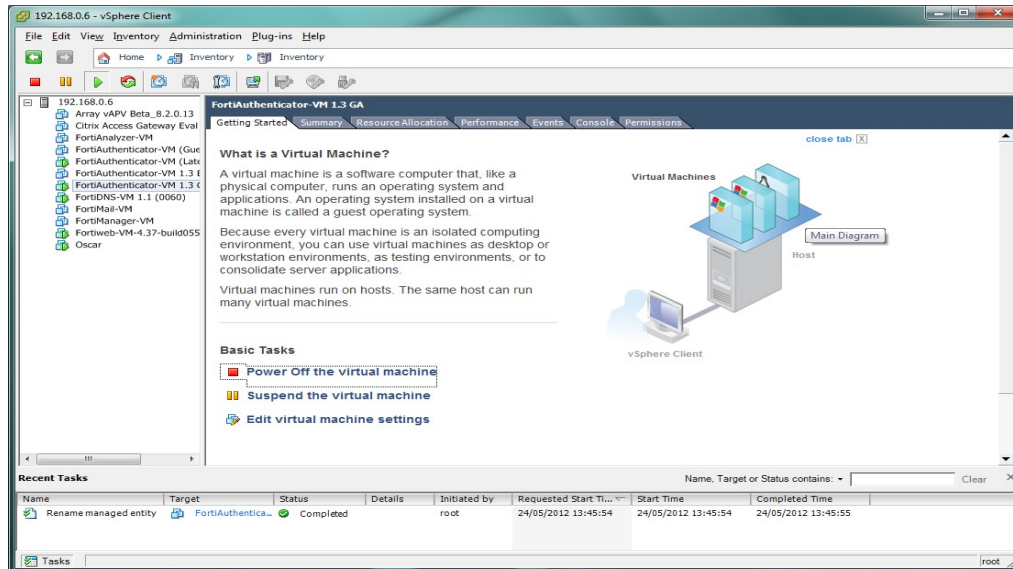 192.168.0.6 - vSphere Client
File Edit View Inventory Administration Plug-ins Help
Home Inventory Inventory
192.168.0.6
Array vAPV Beta_8.2.0.13
Citrix Access Gateway Eval
FortiAnalyzer-VM
FortiAuthenticator-VM (Gue
FortiAuthenticator-VM (Late
FortiAuthenticator-VM 1.3 E
FortiAuthenticator-VM 1.3 (
FortiDNS-VM 1.1 (0060)
FortiMail-VM
FortiManager-VM
Fortiweb-VM-4.37-build055
Oscar
FortiAuthenticator-VM 1.3 GA
Getting Started Summary Resource Allocation Performance Events Console Permissions
close tab
What is a Virtual Machine?
A virtual machine is a software computer that, like a
physical computer, runs an operating system and
applications. An operating system installed on a virtual
machine is called a guest operating system.
Because every virtual machine is an isolated computing
environment, you can use virtual machines as desktop or
workstation environments, as testing environments, or to
consolidate server applications.
Virtual machines run on hosts. The same host can run
many virtual machines.
Virtual Machines
Main Diagram
Host
vSphere Client
Basic Tasks
Power Off the virtual machine
Suspend the virtual machine
Edit virtual machine settings
Recent Tasks
Name, Target or Status contains:
Clear
Name Target Status Details Initiated by Requested Start Ti... Start Time Completed Time
Rename managed entity FortiAuthentica... Completed root 24/05/2012 13:45:54 24/05/2012 13:45:54 24/05/2012 13:45:55
Tasks
root